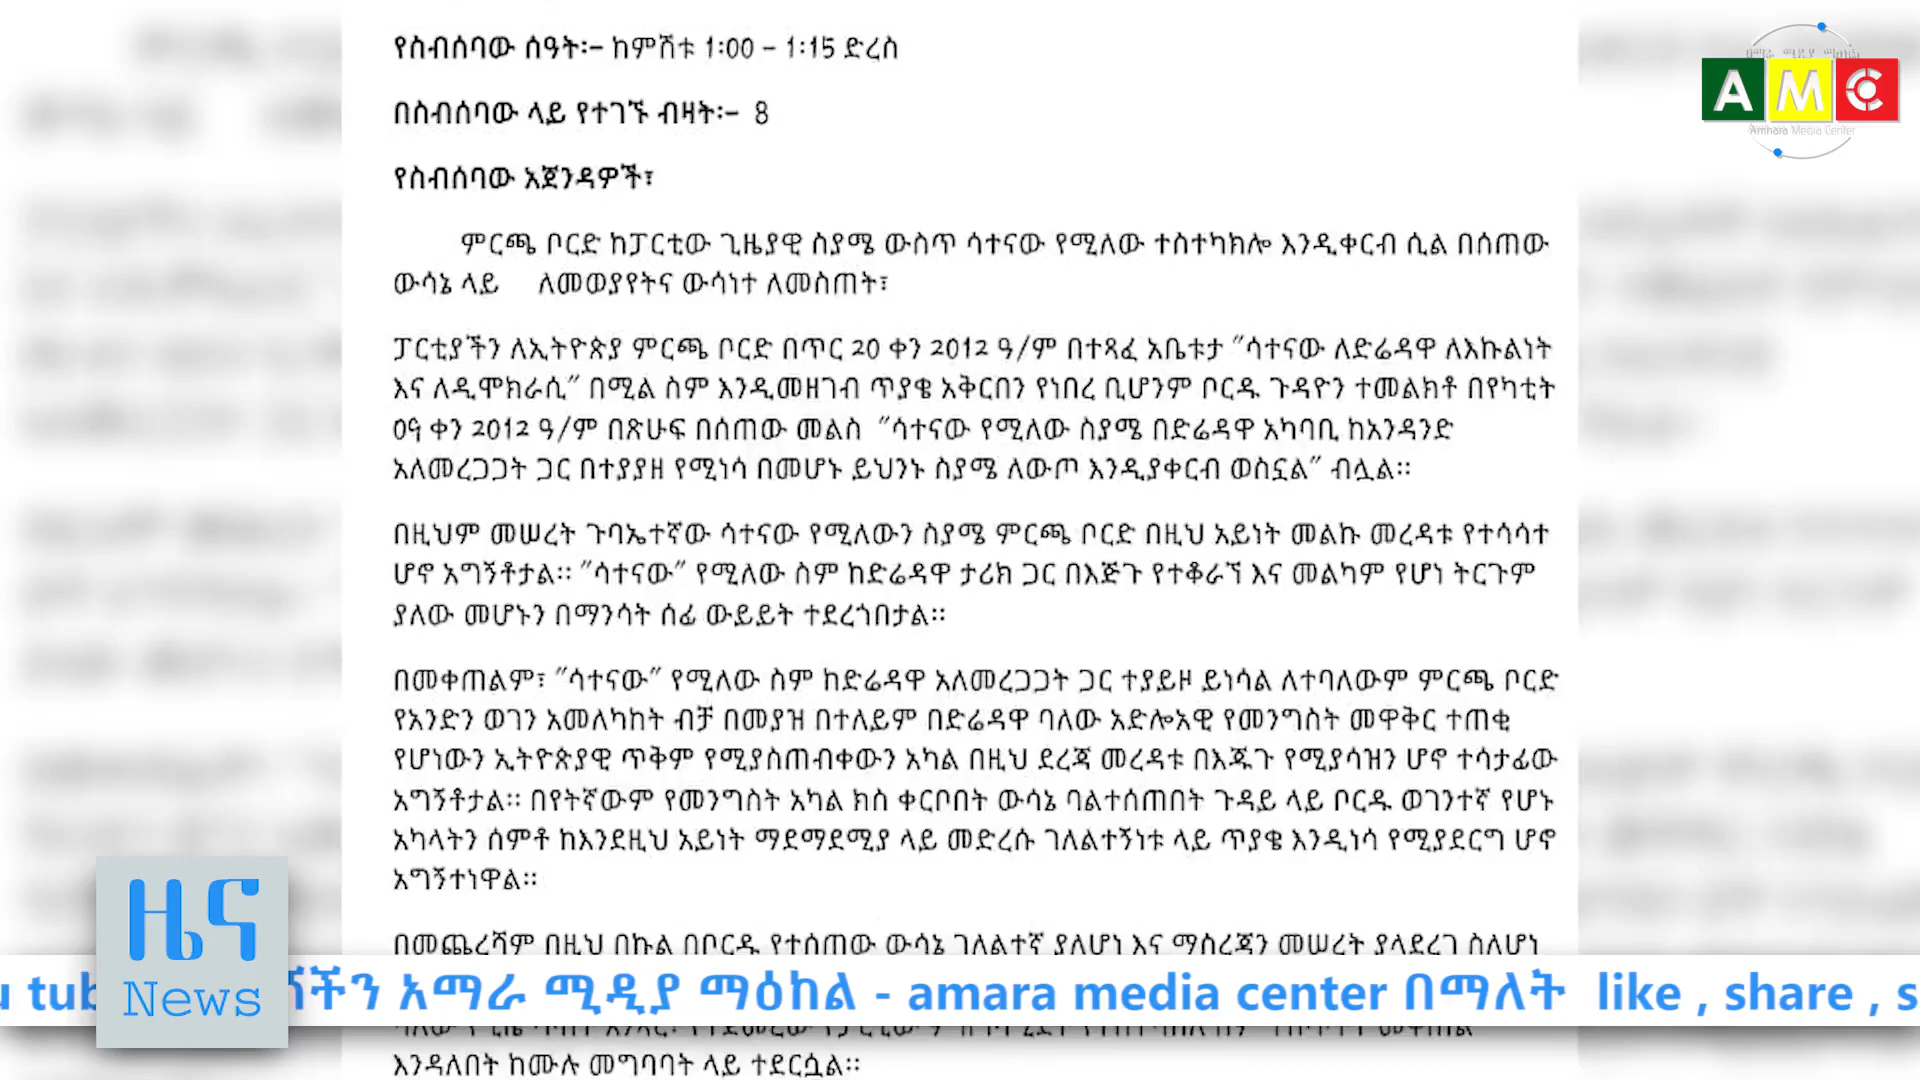 የስብሰባው ሰዓት፡– ከምሽቱ 1፡00 – 1፡15 ድረስ
በስብሰባው ላይ የተገኙ ብዛት፡– 8
የስብሰባው አጀንዳዎች፣
ምርጫ ቦርድ ከፓርቲው ጊዜያዊ ስያሜ ውስጥ ሳተናው የሚለው ተስተካክሎ እንዲቀርብ ሲል በሰጠው
ውሳኔ ላይ ለመወያየትና ውሳነተ ለመስጠት፣
ፓርቲያችን ለኢትዮጵያ ምርጫ ቦርድ በጥር 20 ቀን 2012 ዓ/ም በተጻፈ አቤቱታ "ሳተናው ለድሬዳዋ ለእኩልነት
እና ለዲሞክራሲ" በሚል ስም እንዲመዘገብ ጥያቄ አቅርበን የነበረ ቢሆንም ቦርዱ ጉዳዮን ተመልክቶ በየካቲት
09 ቀን 2012 ዓ/ም በጽሁፍ በሰጠው መልስ "ሳተናው የሚለው ስያሜ በድሬዳዋ አካባቢ ከአንዳንድ
አለመረጋጋት ጋር በተያያዘ የሚነሳ በመሆኑ ይህንኑ ስያሜ ለውጦ እንዲያቀርብ ወስኗል" ብሏል፡፡
በዚህም መሠረት ጉባኤተኛው ሳተናው የሚለውን ስያሜ ምርጫ ቦርድ በዚህ አይነት መልኩ መረዳቱ የተሳሳተ
ሆኖ አግኝቶታል፡፡ "ሳተናው" የሚለው ስም ከድሬዳዋ ታሪክ ጋር በእጅጉ የተቆራኘ እና መልካም የሆነ ትርጉም
ያለው መሆኑን በማንሳት ሰፊ ውይይት ተደረጎበታል፡፡
በመቀጠልም፣ "ሳተናው" የሚለው ስም ከድሬዳዋ አለመረጋጋት ጋር ተያይዞ ይነሳል ለተባለውም ምርጫ ቦርድ
የአንድን ወገን አመለካከት ብቻ በመያዝ በተለይም በድሬዳዋ ባለው አድሎአዊ የመንግስት መዋቅር ተጠቂ
የሆነውን ኢትዮጵያዊ ጥቅም የሚያስጠብቀውን አካል በዚህ ደረጃ መረዳቱ በእጁጉ የሚያሳዝን ሆኖ ተሳታፊው
አግኝቶታል፡፡ በየትኛውም የመንግስት አካል ክስ ቀርቦበት ውሳኔ ባልተሰጠበት ጉዳይ ላይ ቦርዱ ወገንተኛ የሆኑ
አካላትን ሰምቶ ከእንደዚህ አይነት ማደማደሚያ ላይ መድረሱ ገለልተኝነቱ ላይ ጥያቄ እንዲነሳ የሚያደርግ ሆኖ
አግኝተነዋል፡፡
በመጨረሻም በዚህ በኩል በቦርዱ የተሰጠው ውሳኔ ገለልተኛ ያለሆነ እና ማስረጃን መሠረት ያላደረገ ስለሆነ
እንዳለበት ከሙሉ መግባባት ላይ ተደርሷል፡፡
AMC
Amhara Media Center
ዜና
News
አማራ ሚዲያ ማዕከል - amara media center በማለት like , share ,